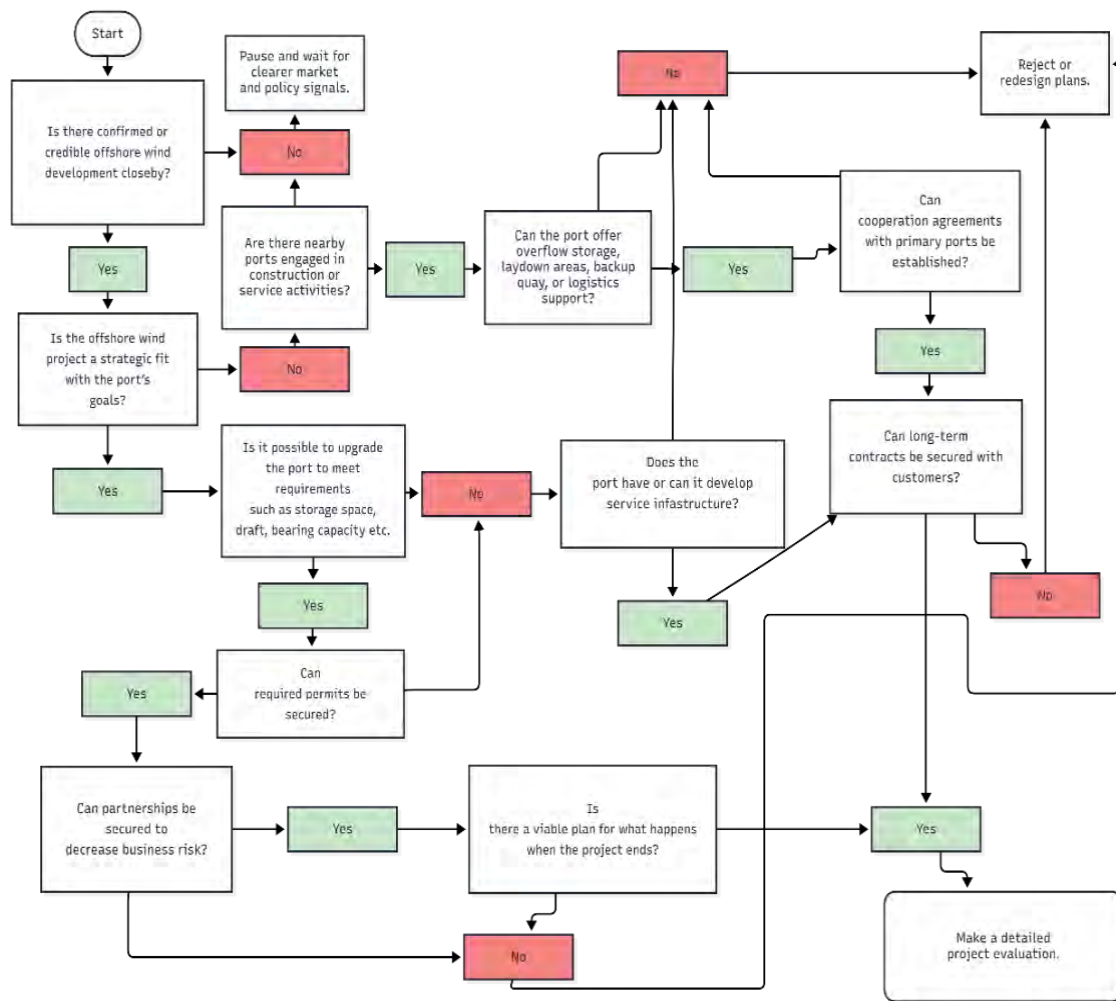 Start
Pause and wait for
clearer market
and policy signals.
No
Reject or
redesign plans.
Is there confirmed or
credible offshore wind
development closeby?
No
Yes
Are there nearby
ports engaged in
construction or
service activities?
Yes
Can the port offer
overflow storage,
laydown areas, backup
quay, or logistics
support?
Yes
Can
cooperation agreements
with primary ports be
established?
Is the offshore wind
project a strategic fit
with the port's
goals?
No
Yes
Yes
Is it possible to upgrade
the port to meet
requirements
such as storage space,
draft, bearing capacity etc.
No
Does the
port have or can it develop
service infastructure?
Can long-term
contracts be secured with
customers?
Yes
Yes
No
Yes
Can
required permits be
secured?
Can partnerships be
secured to
decrease business risk?
Yes
Is
there a viable plan for what happens
when the project ends?
Yes
No
Make a detailed
project evaluation.